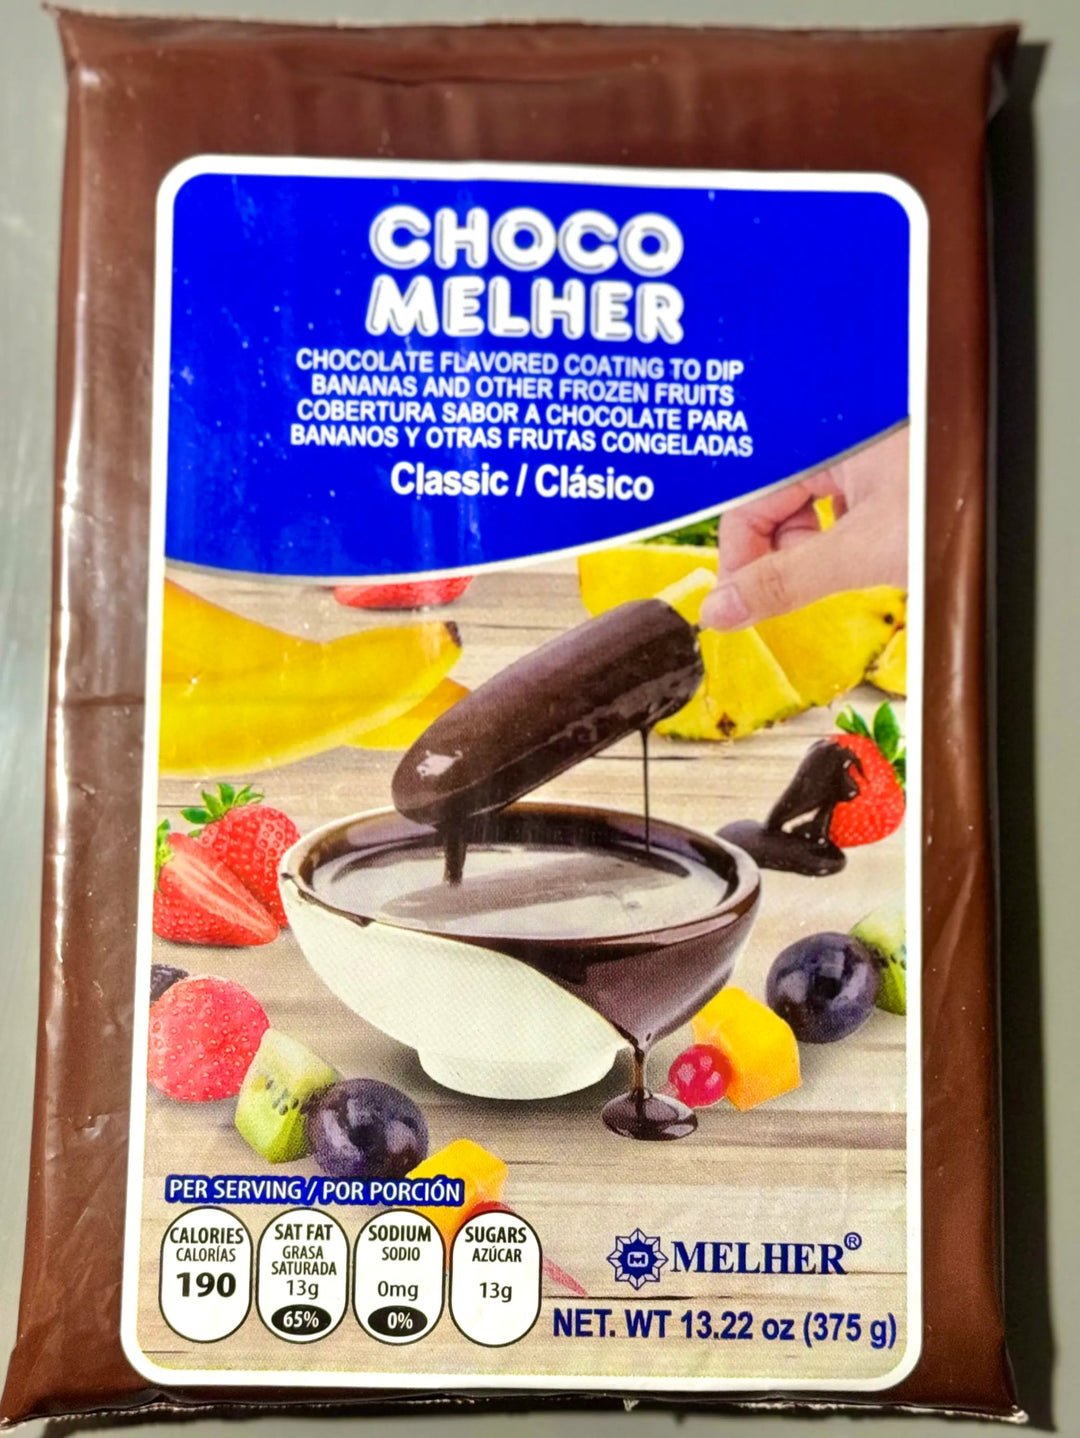 CHOCO
MELHER
CHOCOLATE FLAVORED COATING TO DIP
BANANAS AND OTHER FROZEN FRUITS
COBERTURA SABOR A CHOCOLATE PARA
BANANOS Y OTRAS FRUTAS CONGELADAS
Classic / Clásico
PER SERVING / POR PORCIÓN
CALORIES
CALORÍAS
190
SAT FAT
GRASA
SATURADA
13g
65%
SODIUM
SODIO
0mg
0%
SUGARS
AZÚCAR
13g
MELHER®
NET. WT 13.22 oz (375 g)